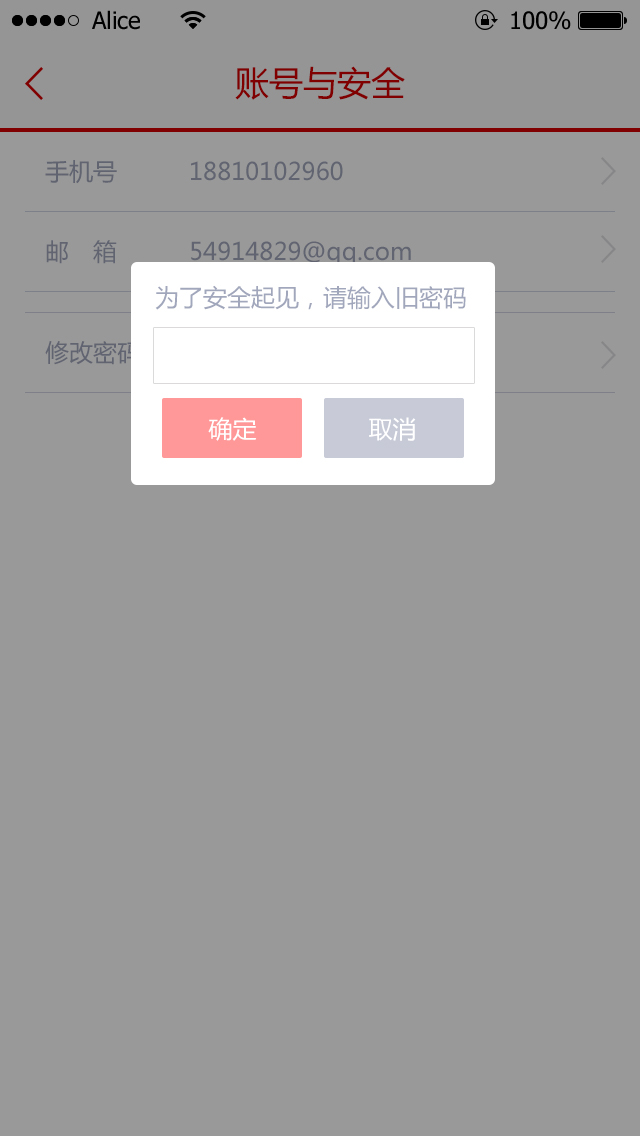 Alice 100%
账号与安全
手机号 18810102960
邮 箱 54914829@qq.com
为了安全起见，请输入旧密码
修改密码
确定 取消